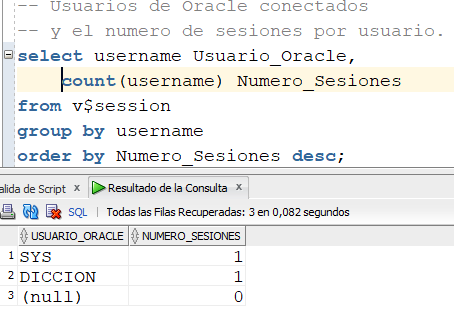 -- Usuarios de Oracle conectados
-- y el numero de sesiones por usuario.
select username Usuario_Oracle,
count(username) Numero_Sesiones
from v$session
group by username
order by Numero_Sesiones desc;
alida de Script x Resultado de la Consulta x
SQL | Todas las Filas Recuperadas: 3 en 0,082 segundos
USUARIO_ORACLE NUMERO_SESIONES
1 SYS 1
2 DICCION 1
3 (null) 0